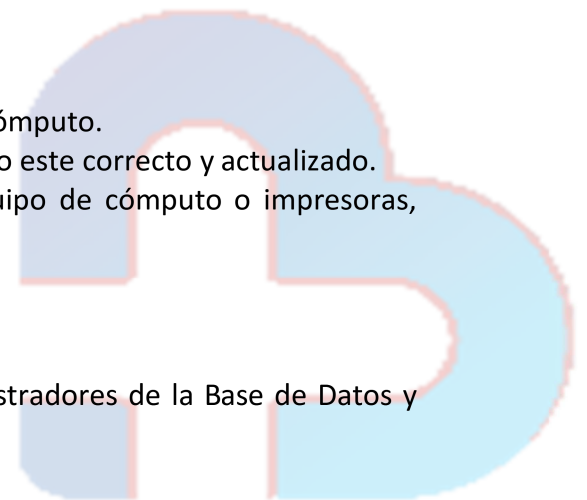 ómputo.
o este correcto y actualizado.
uipo de cómputo o impresoras,
stradores de la Base de Datos y